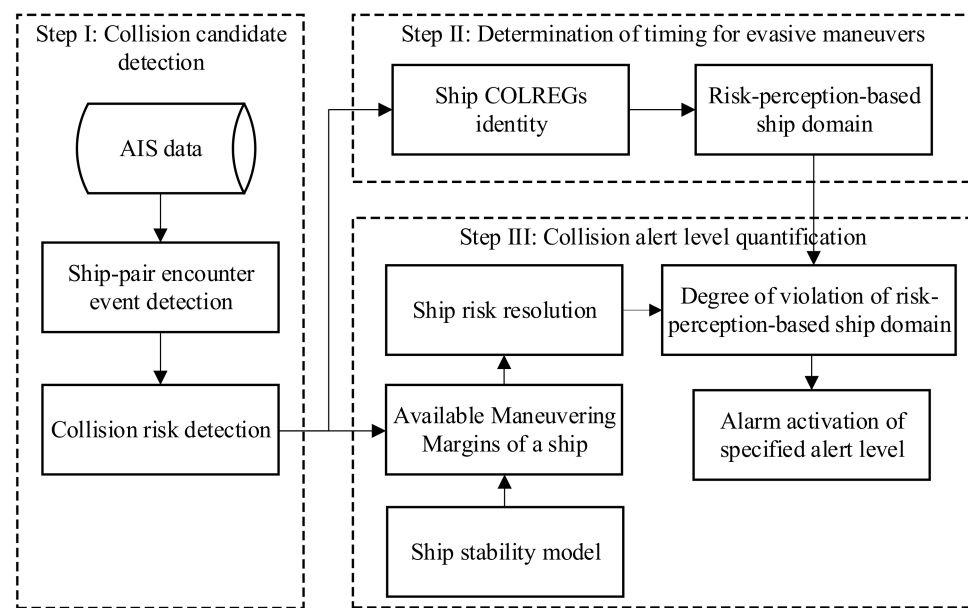 Step I: Collision candidate
detection
AIS data
Ship-pair encounter
event detection
Collision risk detection
Step II: Determination of timing for evasive maneuvers
Ship COLREGs
identity
Risk-perception-based
ship domain
Step III: Collision alert level quantification
Ship risk resolution
Degree of violation of risk-
perception-based ship domain
Available Maneuvering
Margins of a ship
Alarm activation of
specified alert level
Ship stability model